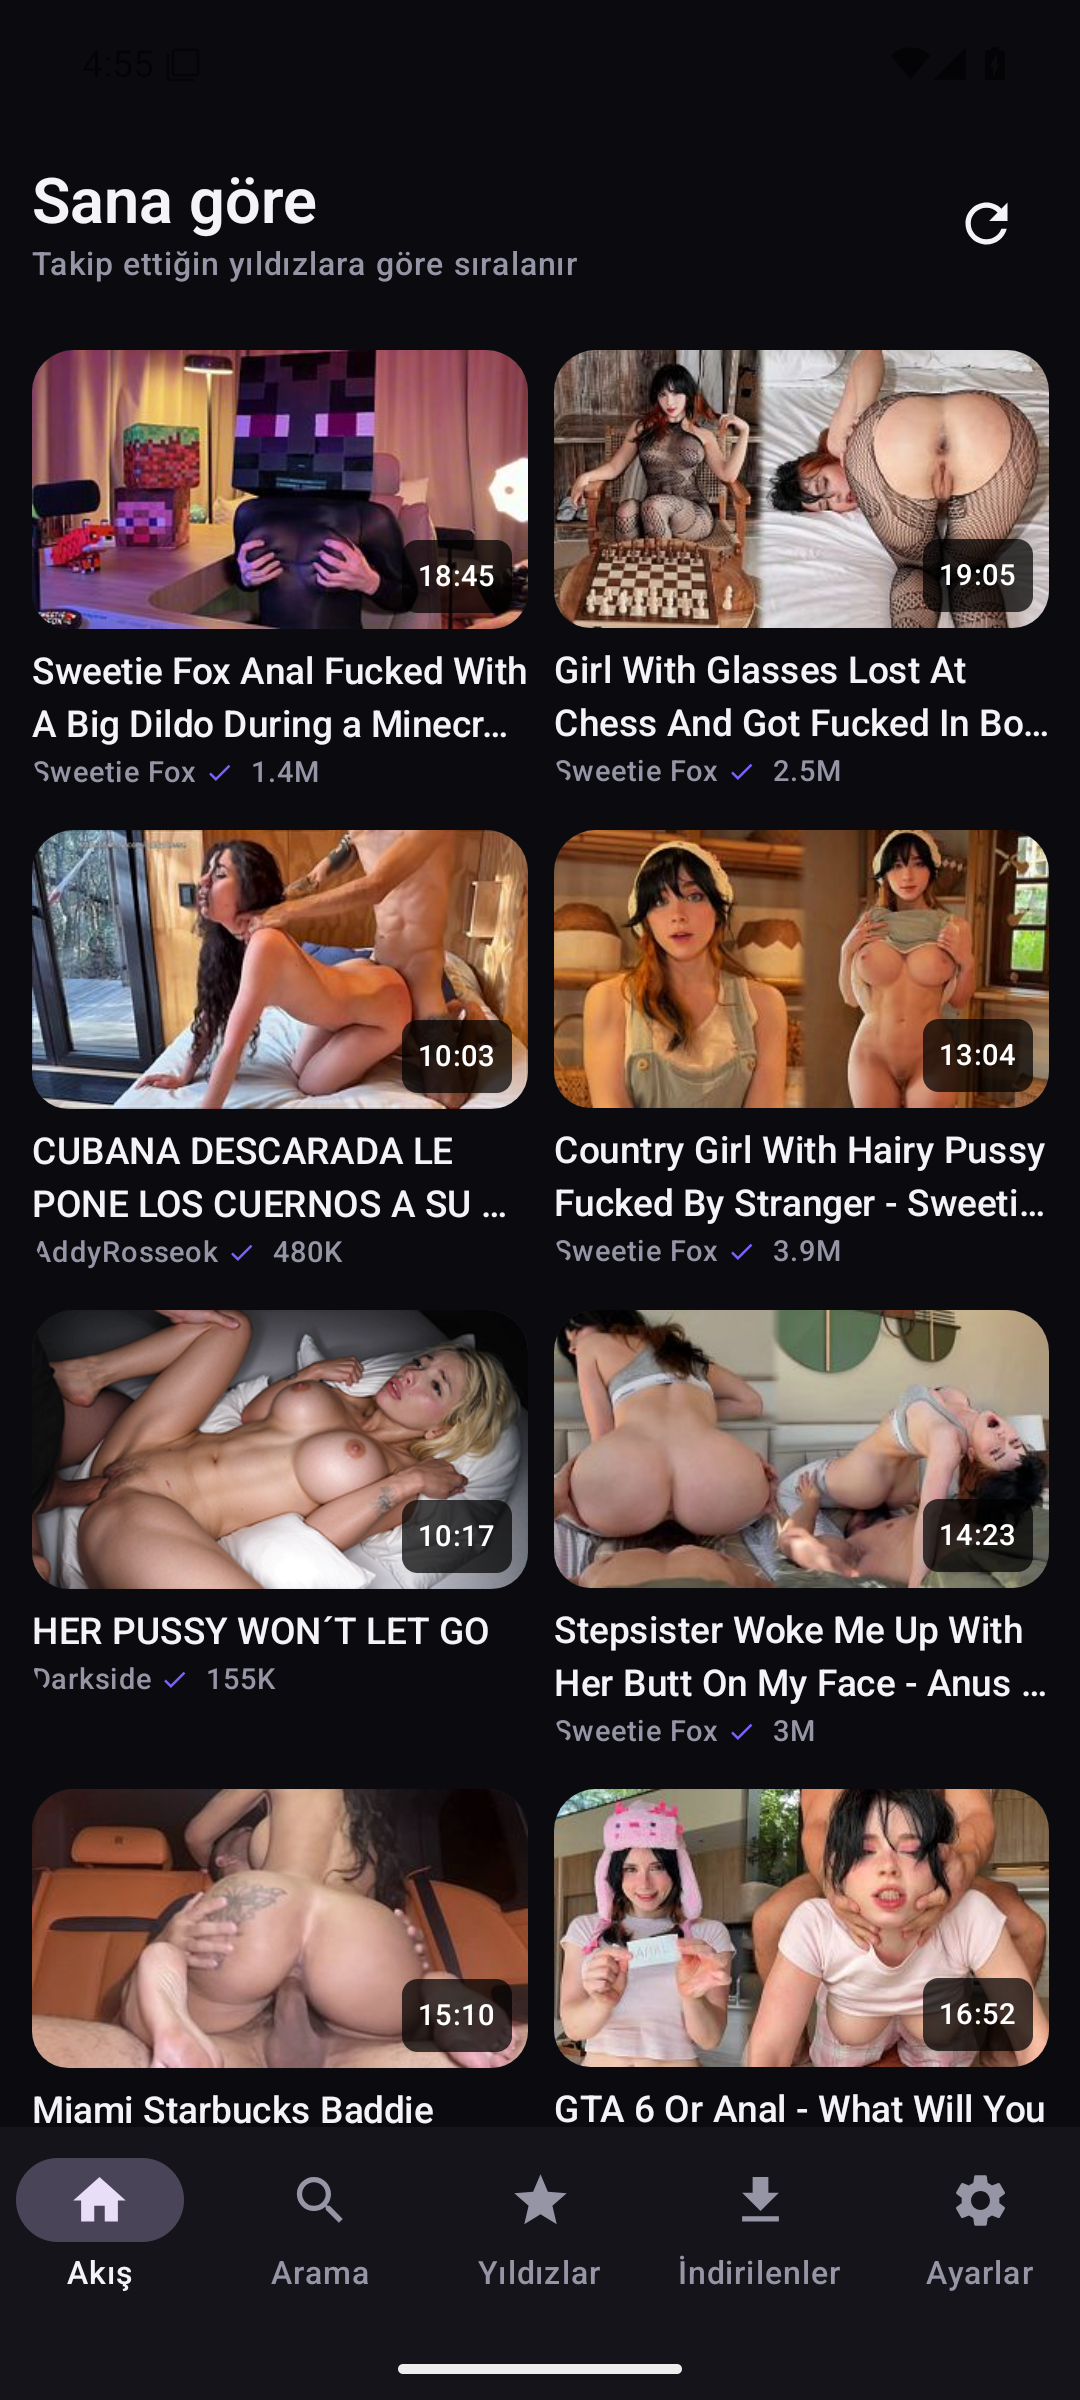 4:55
Sana göre
Takip ettiğin yıldızlara göre sıralanır
18:45
19:05
Sweetie Fox Anal Fucked With
A Big Dildo During a Minecr...
Sweetie Fox 1.4M
Girl With Glasses Lost At
Chess And Got Fucked In Bo...
Sweetie Fox 2.5M
10:03
13:04
CUBANA DESCARADA LE
PONE LOS CUERNOS A SU ...
AddyRosseok 480K
Country Girl With Hairy Pussy
Fucked By Stranger - Sweeti...
Sweetie Fox 3.9M
10:17
14:23
HER PUSSY WON´T LET GO
Darkside 155K
Stepsister Woke Me Up With
Her Butt On My Face - Anus ...
Sweetie Fox 3M
ANAL
15:10
16:52
Miami Starbucks Baddie
GTA 6 Or Anal - What Will You
Akış
Arama
Yıldızlar
İndirilenler
Ayarlar